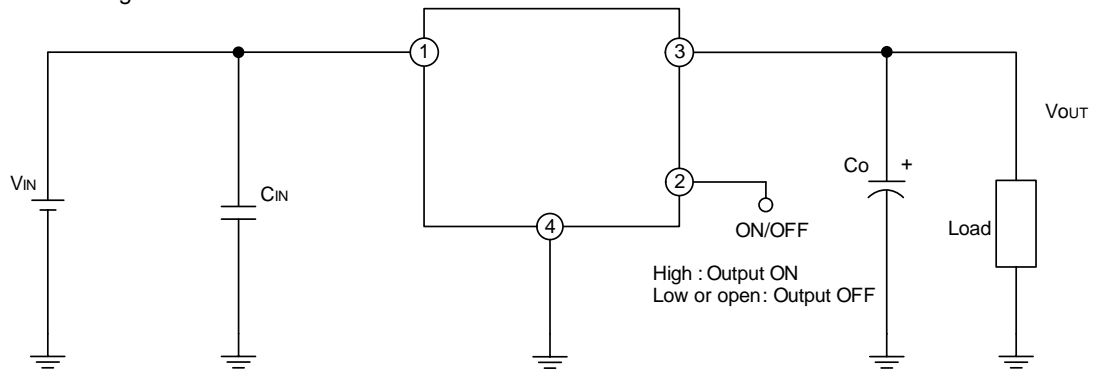 1
3
VOUT
Co +
VIN
CIN
2
ON/OFF
Load
4
High : Output ON
Low or open : Output OFF